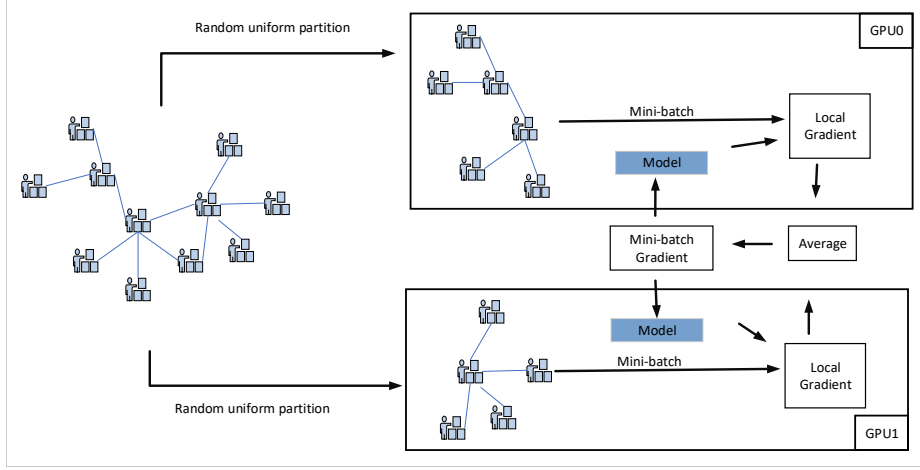 Random uniform partition
GPU0
Mini-batch
Local
Gradient
Model
Mini-batch
Gradient
Average
Model
Mini-batch
Local
Gradient
Random uniform partition
GPU1